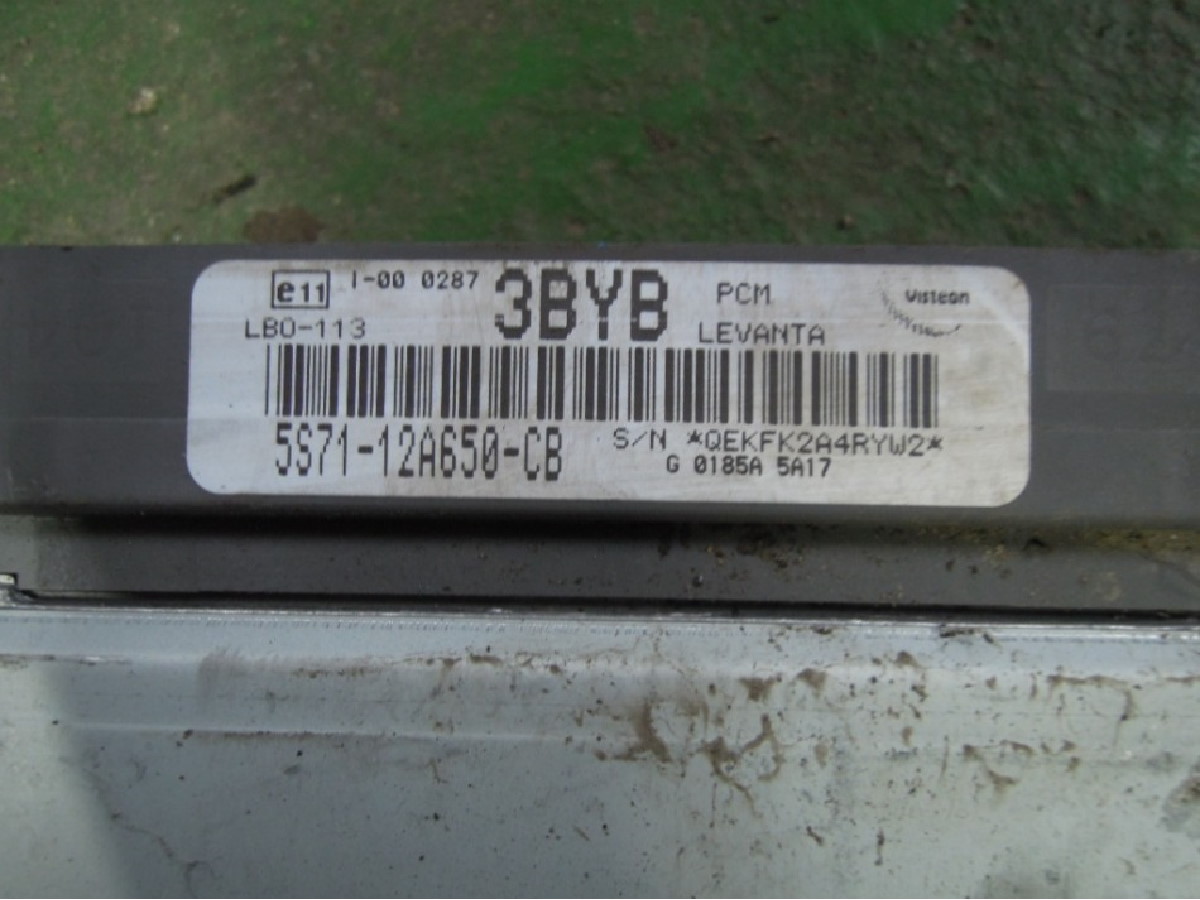 e11 I-00 0287 3BYB PCM Visteon
LBO-113 LEVANTA
5S71-12A650-CB S/N *QEKFK2A4RYW2*
G 0185A 5A17